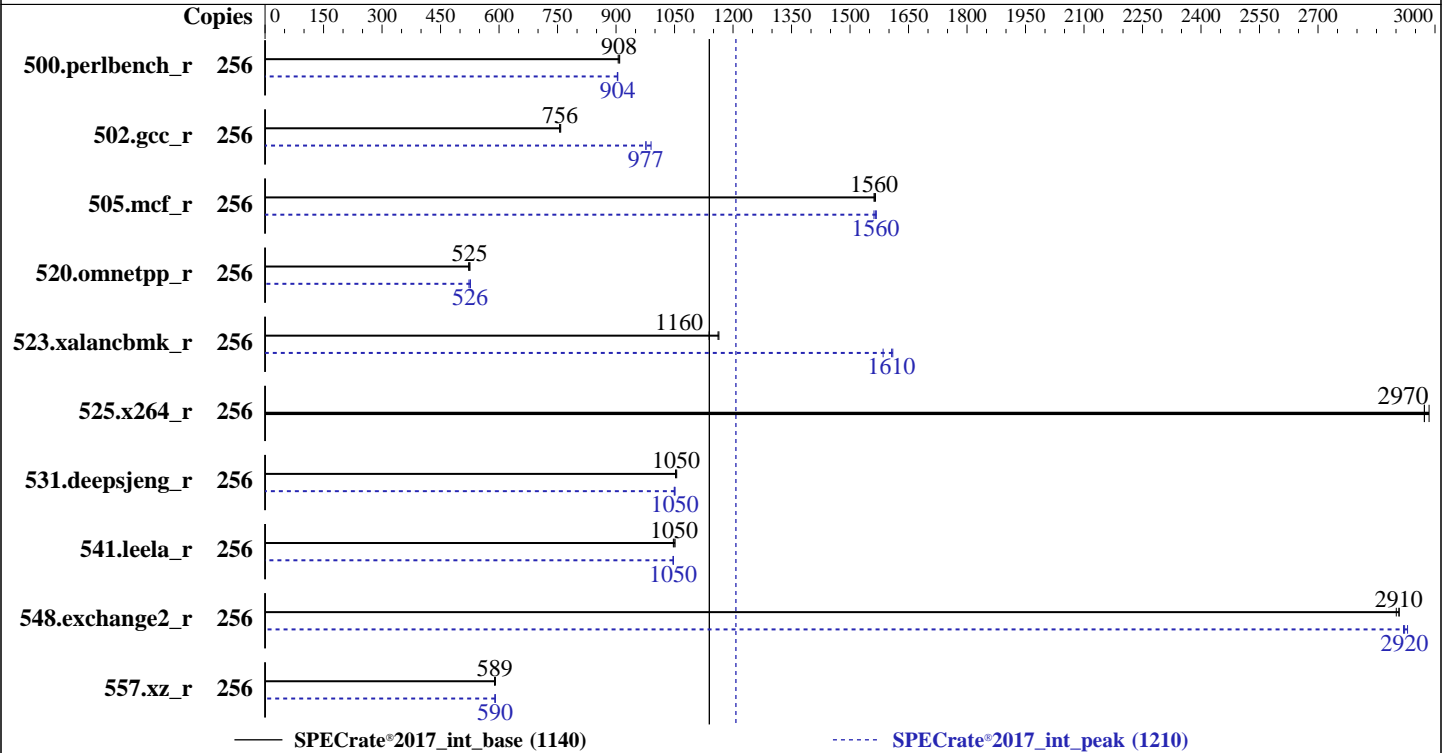 Copies 0 150 300 450 600 750 900 1050 1200 1350 1500 1650 1800 1950 2100 2250 2400 2550 2700 3000
908
500.perlbench_r 256
904
756
502.gcc_r 256
977
1560
505.mcf_r 256
1560
525
520.omnetpp_r 256
526
1160
523.xalancbmk_r 256
1610
2970
525.x264_r 256
1050
531.deepsjeng_r 256
1050
1050
541.leela_r 256
1050
2910
548.exchange2_r 256
2920
589
557.xz_r 256
590
SPECrate®2017_int_base (1140) SPECrate®2017_int_peak (1210)